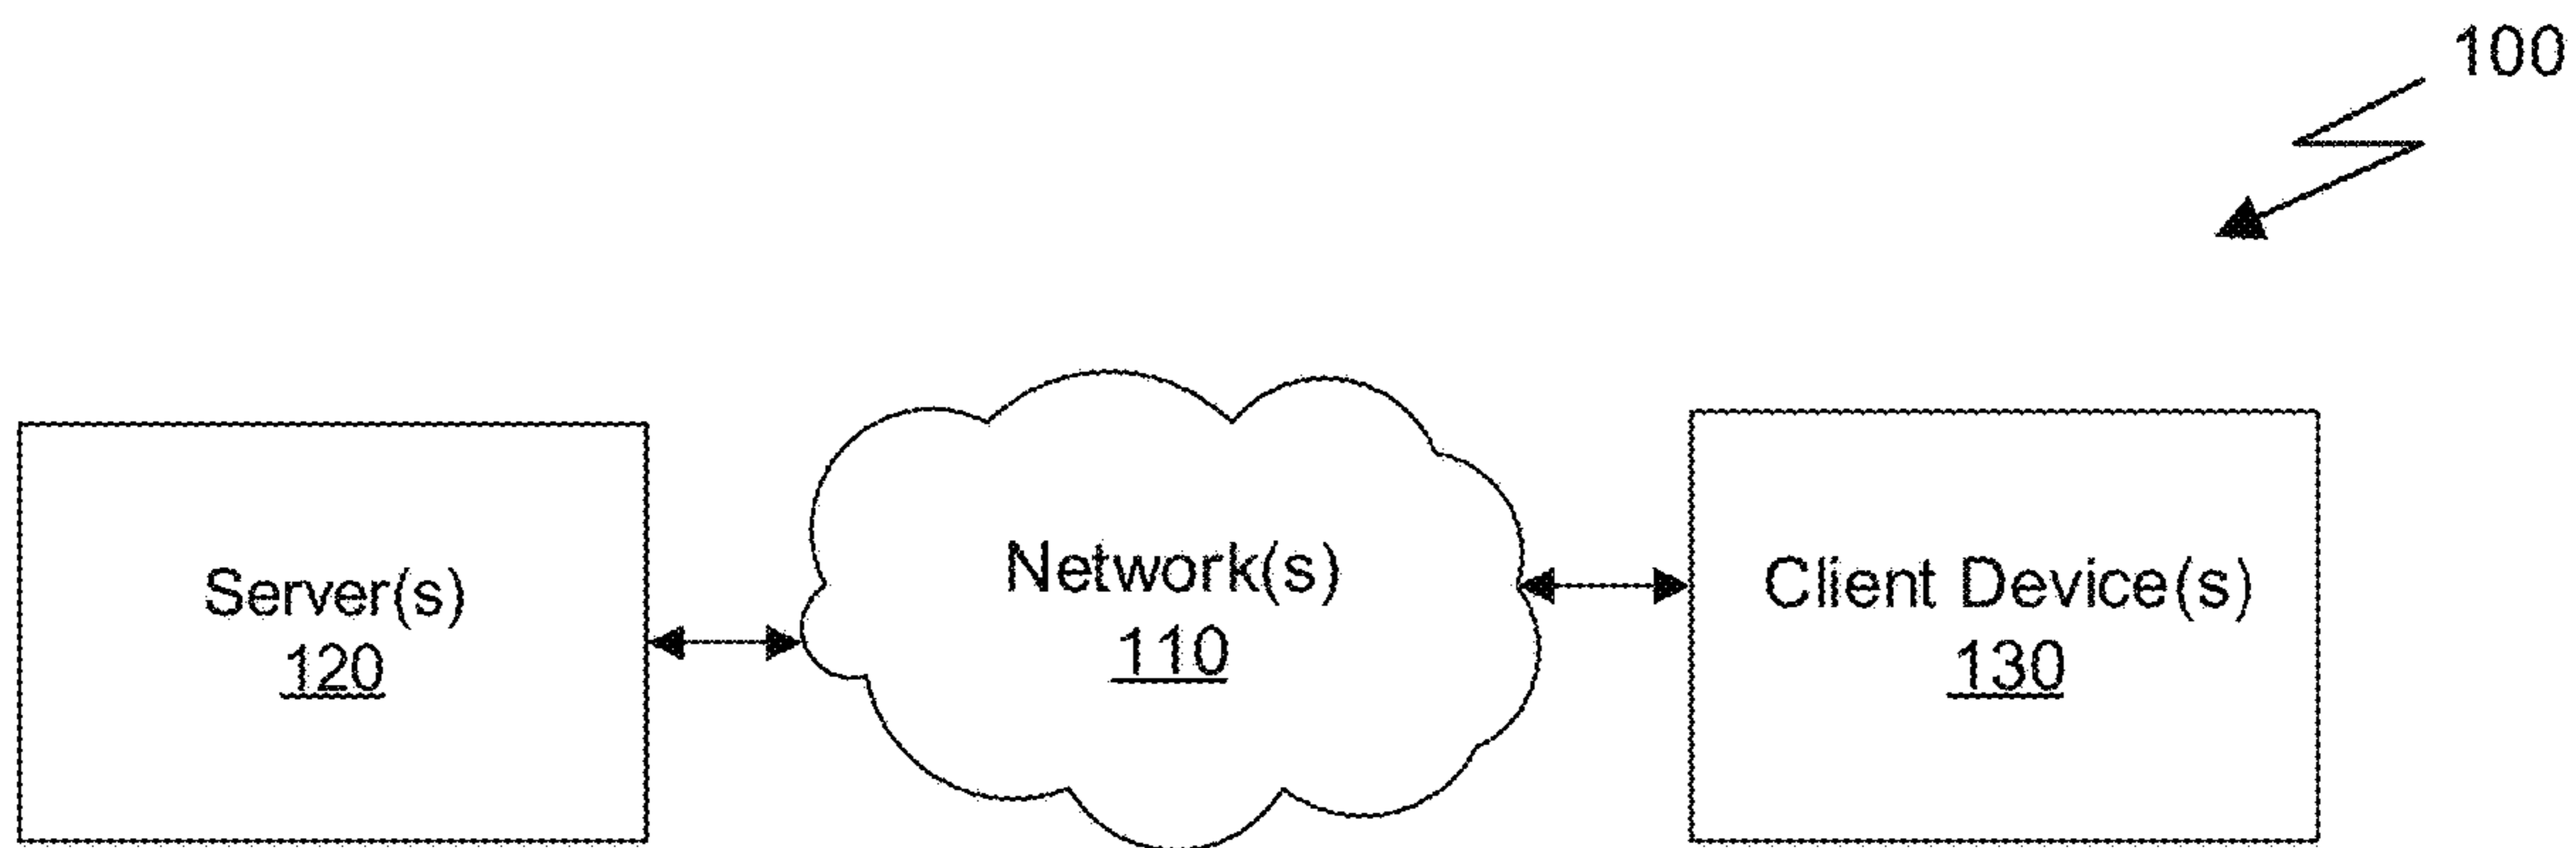 100
Server(s)
120
Network(s)
110
Client Device(s)
130